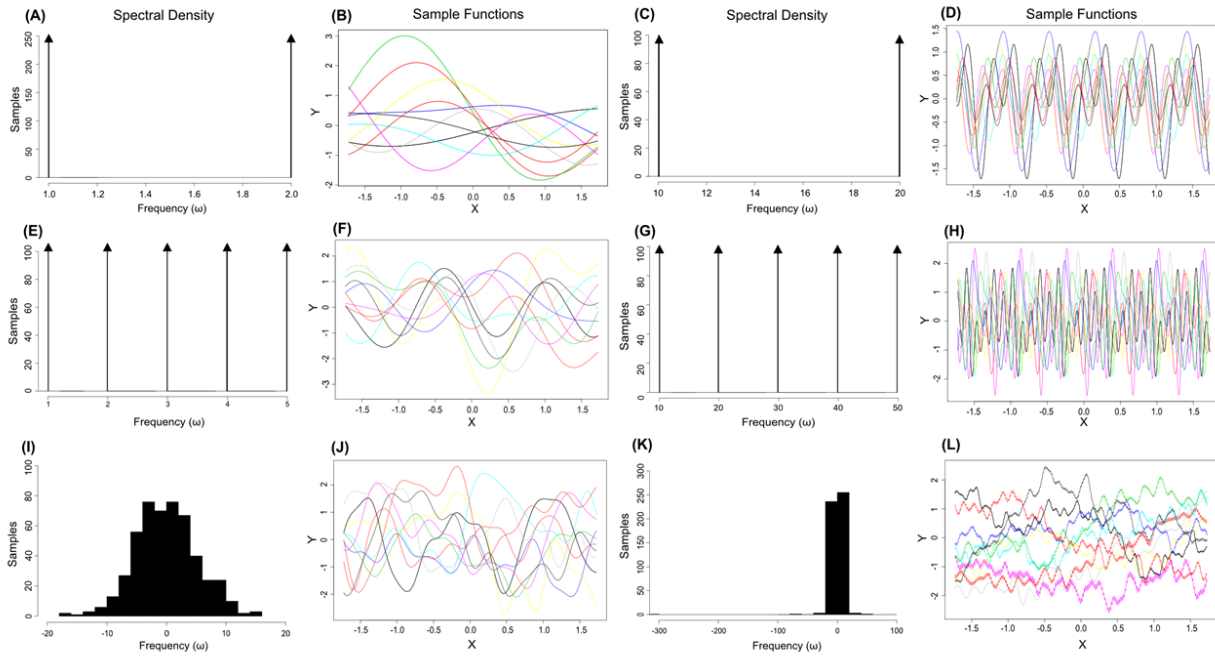 (A) Spectral Density
(B) Sample Functions
(C) Spectral Density
(D) Sample Functions
Samples
250
200
150
100
50
0
1.0 1.2 1.4 1.6 1.8 2.0
Frequency (ω)
Y
3
2
1
0
-1
-2
-1.5 -1.0 -0.5 0.0 0.5 1.0 1.5
X
Samples
100
80
60
40
20
0
10 12 14 16 18 20
Frequency (ω)
Y
1.5
1.0
0.5
0.0
-0.5
-1.0
-1.5
-1.5 -1.0 -0.5 0.0 0.5 1.0 1.5
X
(E)
Samples
100
80
60
40
20
0
1 2 3 4 5
Frequency (ω)
(F)
Y
2
1
0
-1
-2
-3
-1.5 -1.0 -0.5 0.0 0.5 1.0 1.5
X
(G)
Samples
100
80
60
40
20
0
10 20 30 40 50
Frequency (ω)
(H)
Y
2
1
0
-1
-2
-1.5 -1.0 -0.5 0.0 0.5 1.0 1.5
X
(I)
Samples
100
80
60
40
20
0
-20 -10 0 10 20
Frequency (ω)
(J)
Y
2
1
0
-1
-2
-1.5 -1.0 -0.5 0.0 0.5 1.0 1.5
X
(K)
Samples
300
250
200
150
100
50
0
-300 -200 -100 0 100
Frequency (ω)
(L)
Y
2
1
0
-1
-2
-1.5 -1.0 -0.5 0.0 0.5 1.0 1.5
X